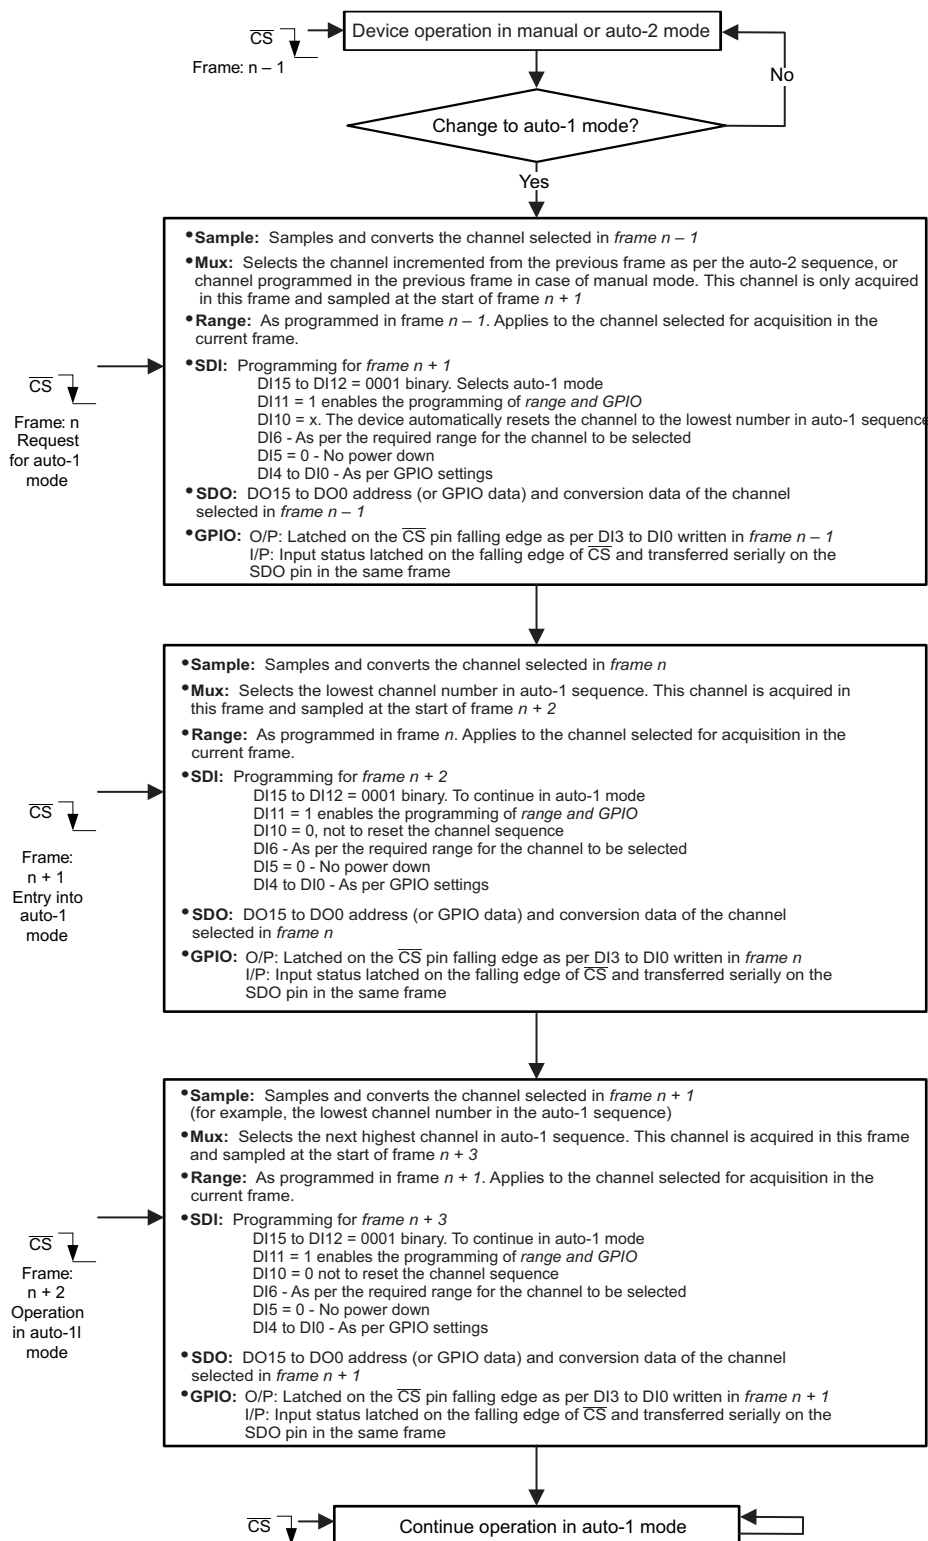 Device operation in manual or auto-2 mode
CS
Frame: n – 1
No
Change to auto-1 mode?
Yes
•Sample: Samples and converts the channel selected in frame n – 1
•Mux: Selects the channel incremented from the previous frame as per the auto-2 sequence, or
channel programmed in the previous frame in case of manual mode. This channel is only acquired
in this frame and sampled at the start of frame n + 1
•Range: As programmed in frame n – 1. Applies to the channel selected for acquisition in the
current frame.
•SDI: Programming for frame n + 1
DI15 to DI12 = 0001 binary. Selects auto-1 mode
DI11 = 1 enables the programming of range and GPIO
DI10 = x. The device automatically resets the channel to the lowest number in auto-1 sequence
DI6 - As per the required range for the channel to be selected
DI5 = 0 - No power down
DI4 to DI0 - As per GPIO settings
•SDO: DO15 to DO0 address (or GPIO data) and conversion data of the channel
selected in frame n – 1
•GPIO: O/P: Latched on the CS pin falling edge as per DI3 to DI0 written in frame n – 1
I/P: Input status latched on the falling edge of CS and transferred serially on the
SDO pin in the same frame
CS
Frame: n
Request
for auto-1
mode
•Sample: Samples and converts the channel selected in frame n
•Mux: Selects the lowest channel number in auto-1 sequence. This channel is acquired in
this frame and sampled at the start of frame n + 2
•Range: As programmed in frame n. Applies to the channel selected for acquisition in the
current frame.
•SDI: Programming for frame n + 2
DI15 to DI12 = 0001 binary. To continue in auto-1 mode
DI11 = 1 enables the programming of range and GPIO
DI10 = 0, not to reset the channel sequence
DI6 - As per the required range for the channel to be selected
DI5 = 0 - No power down
DI4 to DI0 - As per GPIO settings
•SDO: DO15 to DO0 address (or GPIO data) and conversion data of the channel
selected in frame n
•GPIO: O/P: Latched on the CS pin falling edge as per DI3 to DI0 written in frame n
I/P: Input status latched on the falling edge of CS and transferred serially on the
SDO pin in the same frame
CS
Frame:
n + 1
Entry into
auto-1
mode
•Sample: Samples and converts the channel selected in frame n + 1
(for example, the lowest channel number in the auto-1 sequence)
•Mux: Selects the next highest channel in auto-1 sequence. This channel is acquired in this frame
and sampled at the start of frame n + 3
•Range: As programmed in frame n + 1. Applies to the channel selected for acquisition in the
current frame.
•SDI: Programming for frame n + 3
DI15 to DI12 = 0001 binary. To continue in auto-1 mode
DI11 = 1 enables the programming of range and GPIO
DI10 = 0 not to reset the channel sequence
DI6 - As per the required range for the channel to be selected
DI5 = 0 - No power down
DI4 to DI0 - As per GPIO settings
•SDO: DO15 to DO0 address (or GPIO data) and conversion data of the channel
selected in frame n + 1
•GPIO: O/P: Latched on the CS pin falling edge as per DI3 to DI0 written in frame n + 1
I/P: Input status latched on the falling edge of CS and transferred serially on the
SDO pin in the same frame
CS
Frame:
n + 2
Operation
in auto-1l
mode
CS
Continue operation in auto-1 mode